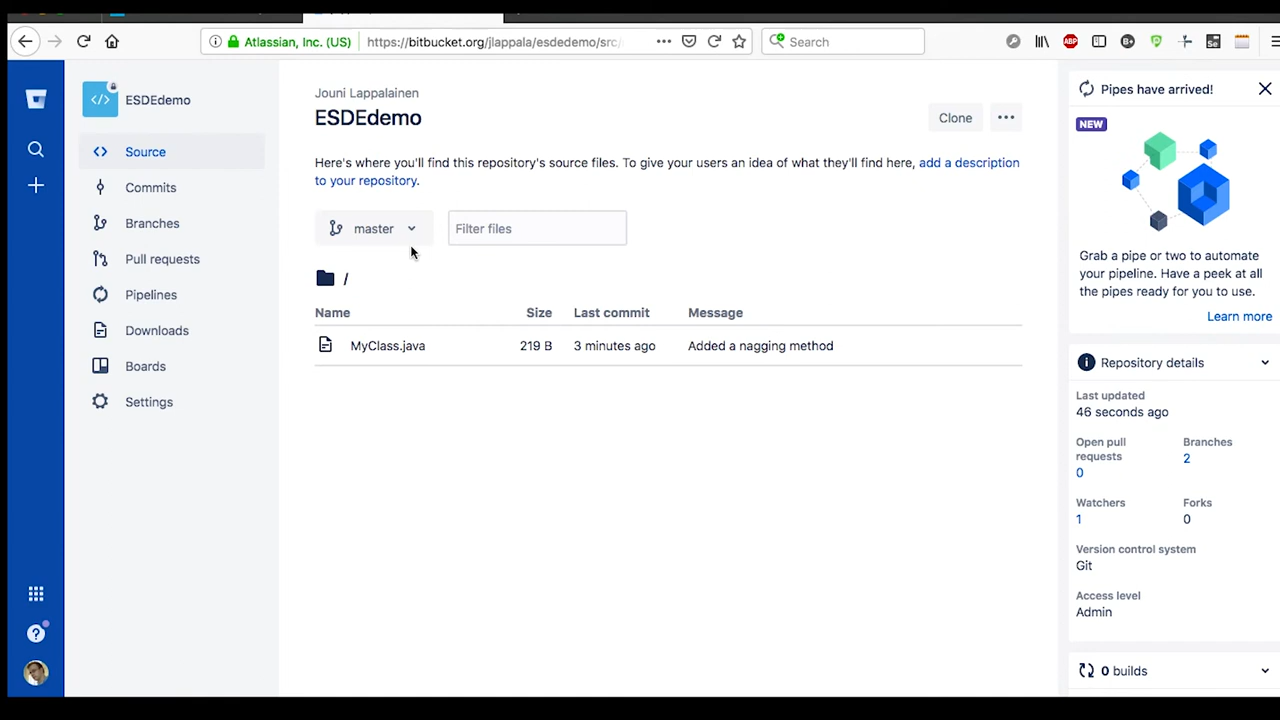 Atlassian, Inc. (US)
https://bitbucket.org/jlappala/esdedemo/src/
Search
ABP
B+
Se
ESDEdemo
Source
Commits
Branches
Pull requests
Pipelines
Downloads
Boards
Settings
Jouni Lappalainen
ESDEdemo
Clone
Here's where you'll find this repository's source files. To give your users an idea of what they'll find here, add a description
to your repository.
master
Filter files
/
Name Size Last commit Message
MyClass.java 219 B 3 minutes ago Added a nagging method
Pipes have arrived!
NEW
Grab a pipe or two to automate
your pipeline. Have a peek at all
the pipes ready for you to use.
Learn more
Repository details
Last updated
46 seconds ago
Open pull
requests
0
Branches
2
Watchers
1
Forks
0
Version control system
Git
Access level
Admin
0 builds